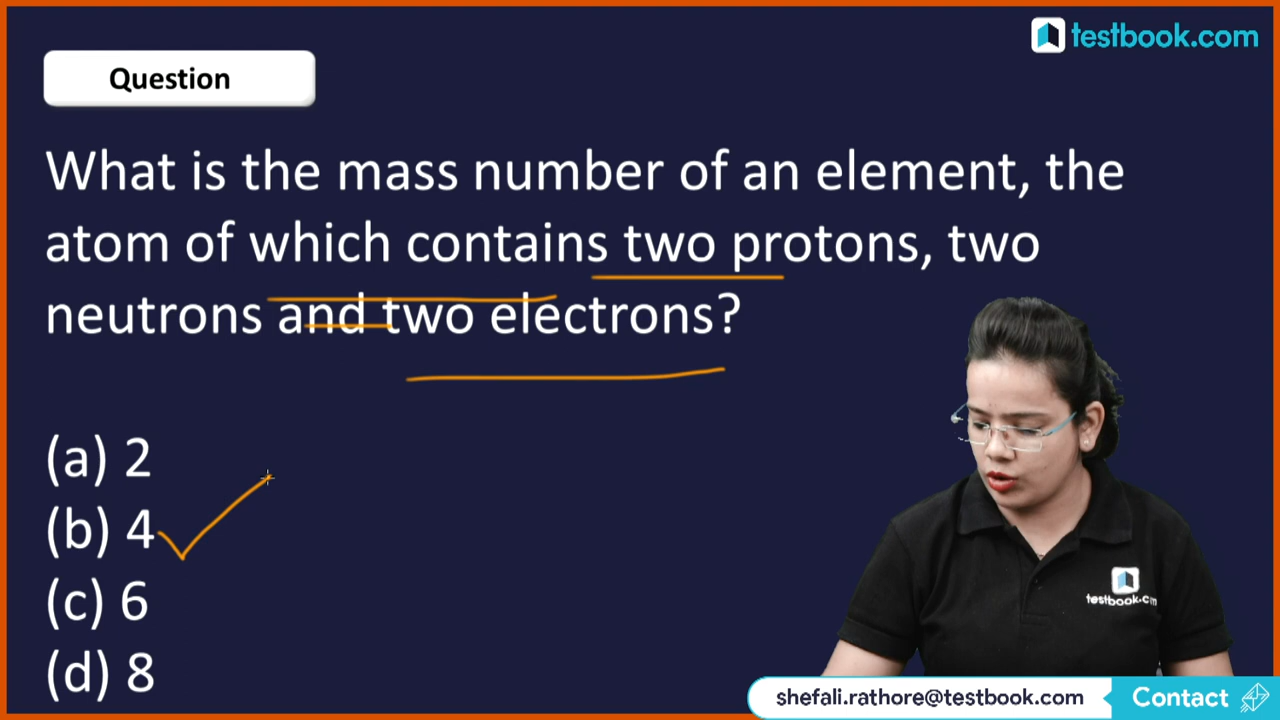 testbook.com
Question
What is the mass number of an element, the
atom of which contains two protons, two
neutrons and two electrons?
(a) 2
(b) 4
(c) 6
(d) 8
testbook.c m
shefali.rathore@testbook.com
Contact